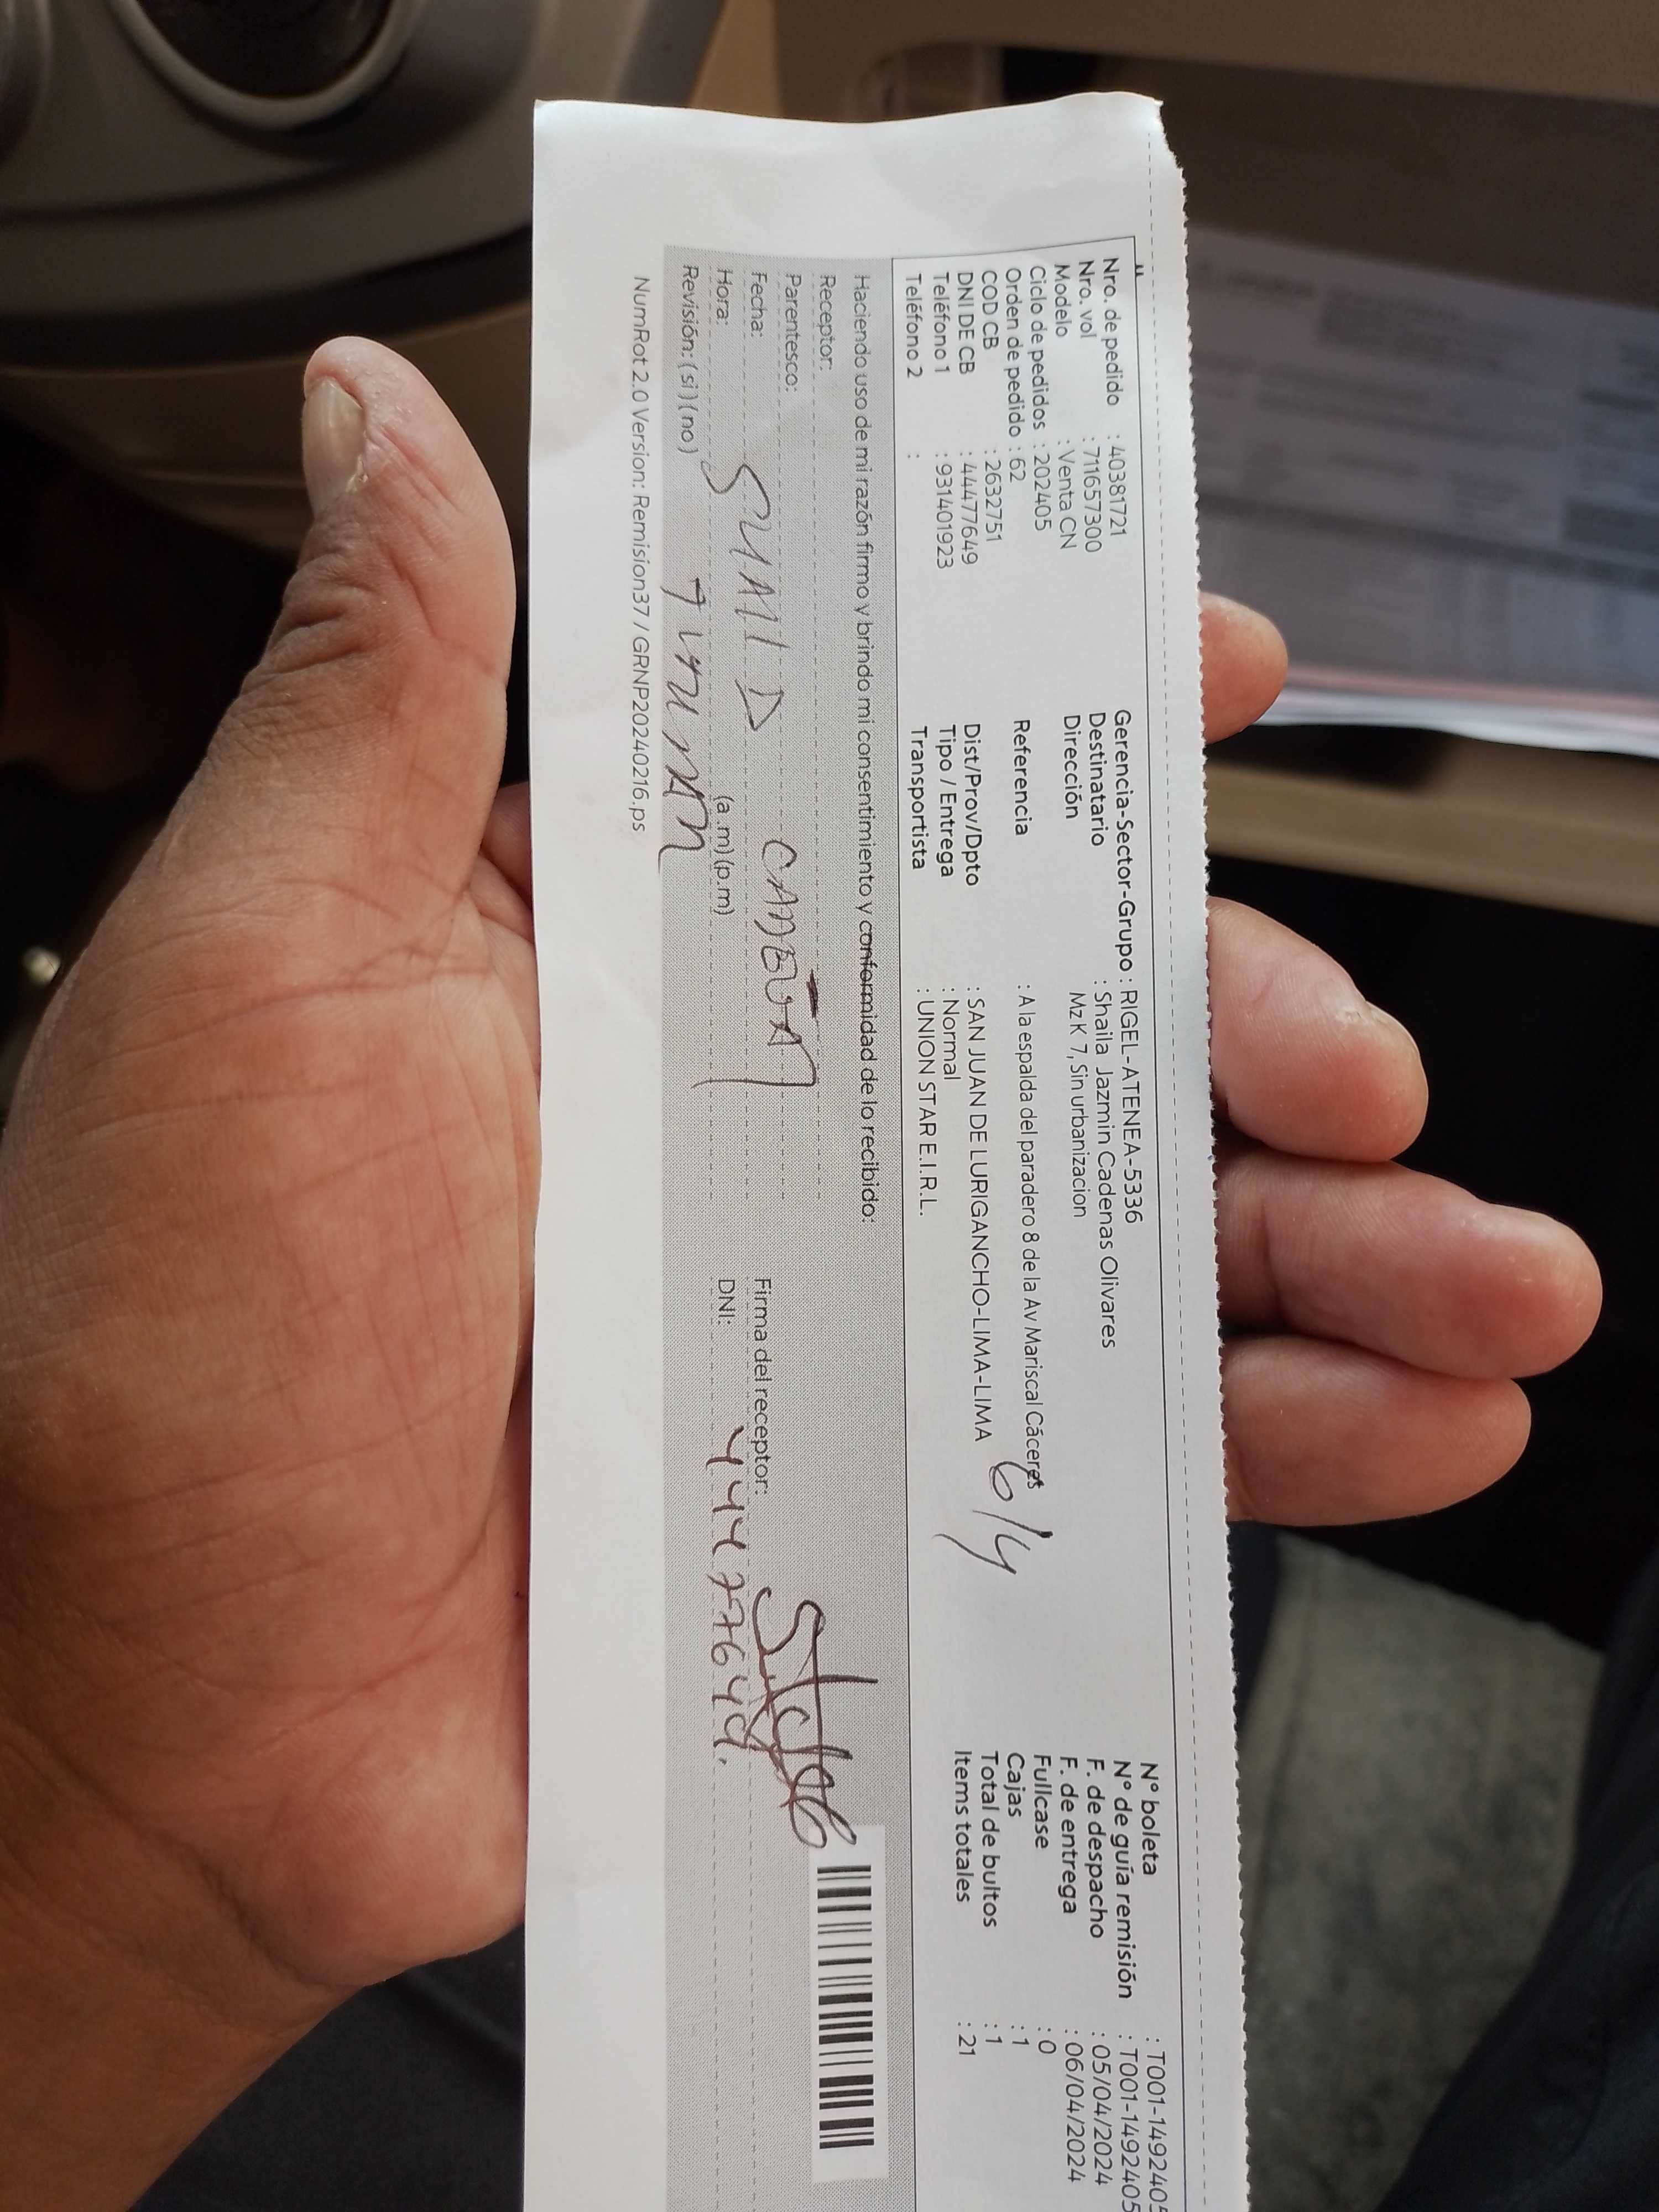 Nro. de pedido : 40381721
Nro. vol : 711657300
Modelo : Venta CN
Ciclo de pedidos : 202405
Orden de pedido : 62
COD CB : 2632751
DNI DE CB : 44477649
Teléfono 1 : 931401923
Teléfono 2 :
Gerencia-Sector-Grupo : RIGEL-ATENEA-5336
Destinatario : Shaila Jazmin Cadenas Olivares
Dirección Mz K 7, Sin urbanizacion
Referencia : A la espalda del paradero 8 de la Av Mariscal Cáceres
Dist/Prov/Dpto : SAN JUAN DE LURIGANCHO-LIMA-LIMA
Tipo / Entrega : Normal
Transportista : UNION STAR E.I.R.L.
6/4
N° boleta : T001-1492405
N° de guía remisión : T001-1492405
F. de despacho : 05/04/2024
F. de entrega : 06/04/2024
Fullcase : 0
Cajas : 1
Total de bultos : 1
Items totales : 21
Haciendo uso de mi razón firmo y brindo mi consentimiento y conformidad de lo recibido:
Receptor:
Parentesco:
Fecha:
Hora: (a.m)(p.m)
Revisión: (si)(no)
Firma del receptor:
DNI: 44477649.
NumRot 2.0 Version: Remision37 / GRNP20240216.ps